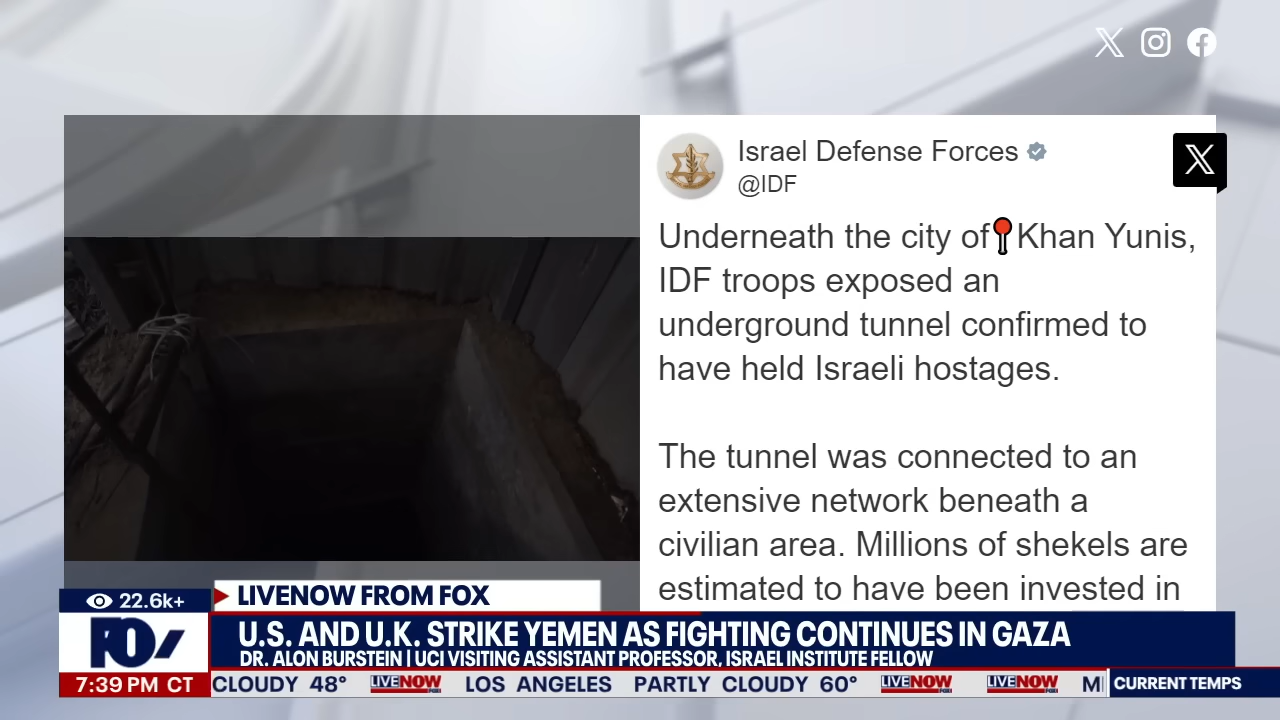 Israel Defense Forces
@IDF
Underneath the city of📍Khan Yunis,
IDF troops exposed an
underground tunnel confirmed to
have held Israeli hostages.
The tunnel was connected to an
extensive network beneath a
civilian area. Millions of shekels are
estimated to have been invested in
22.6k+
LIVENOW FROM FOX
U.S. AND U.K. STRIKE YEMEN AS FIGHTING CONTINUES IN GAZA
DR. ALON BURSTEIN | UCI VISITING ASSISTANT PROFESSOR, ISRAEL INSTITUTE FELLOW
7:39 PM CT
CLOUDY 48° LIVENOW LOS ANGELES PARTLY CLOUDY 60° LIVENOW LIVENOW
CURRENT TEMPS